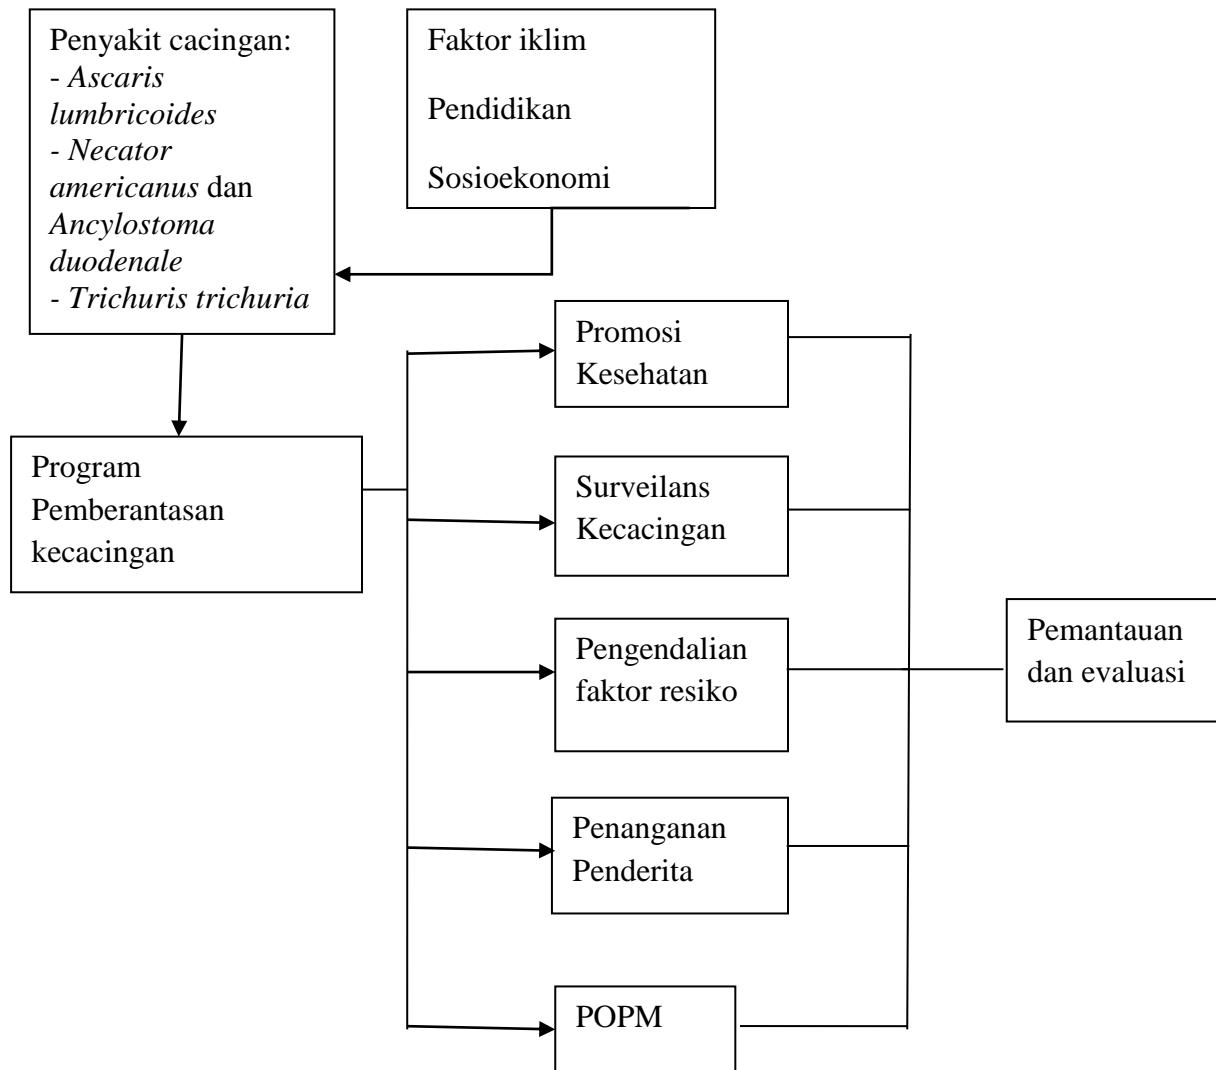 Penyakit cacingan:
- Ascaris
lumbricoides
- Necator
americanus dan
Ancylostoma
duodenale
- Trichuris trichuria
Faktor iklim
Pendidikan
Sosioekonomi
Program
Pemberantasan
kecacingan
Promosi
Kesehatan
Surveilans
Kecacingan
Pengendalian
faktor resiko
Penanganan
Penderita
POPM
Pemantauan
dan evaluasi